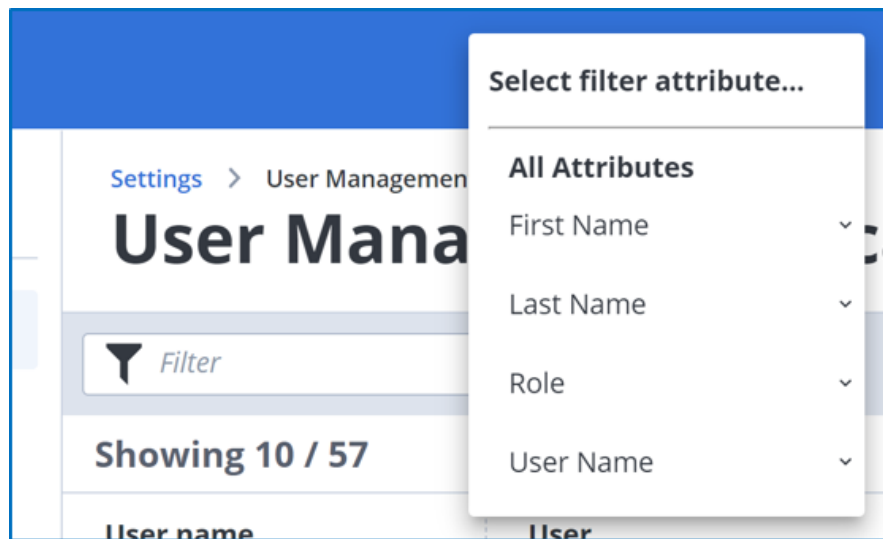 Select filter attribute...
Settings > User Managemen
All Attributes
User Mana
First Name
Last Name
Filter
Role
Showing 10 / 57
User Name
User name
User